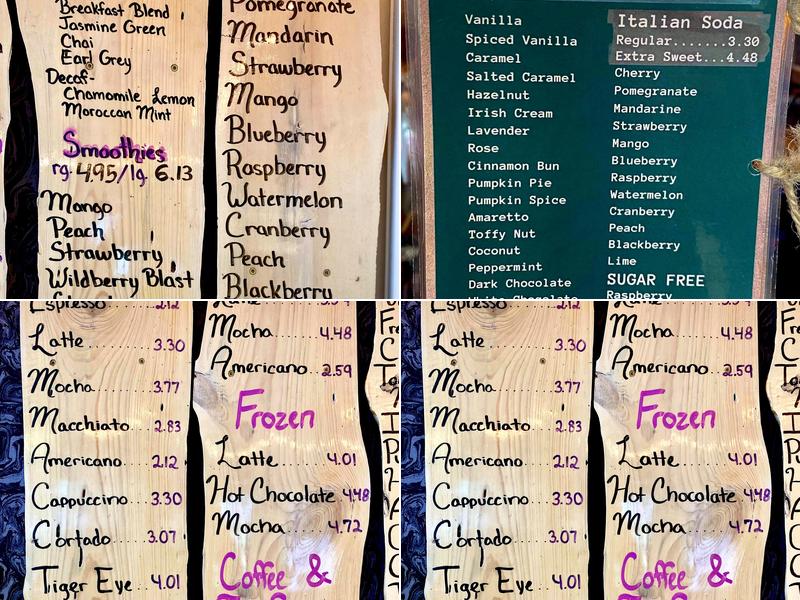 Breakfast Blend
Jasmine Green
Chai
Earl Grey
Decaf-
Chamomile Lemon
Moroccan Mint
Smoothies
rg. 4.95/lg. 6.13
Mango
Peach
Strawberry
Wildberry Blast
Pomegranate
Mandarin
Strawberry
Mango
Blueberry
Raspberry
Watermelon
Cranberry
Peach
Blackberry
Vanilla
Spiced Vanilla
Caramel
Salted Caramel
Hazelnut
Irish Cream
Lavender
Rose
Cinnamon Bun
Pumpkin Pie
Pumpkin Spice
Amaretto
Toffy Nut
Coconut
Peppermint
Dark Chocolate
White Chocolate
Italian Soda
Regular.......3.30
Extra Sweet...4.48
Cherry
Pomegranate
Mandarine
Strawberry
Mango
Blueberry
Raspberry
Watermelon
Cranberry
Peach
Blackberry
Lime
SUGAR FREE
Raspberry
Espresso 2.12
Latte.......3.30
Mocha.......3.77
Macchiato...2.83
Americano...2.12
Cappuccino...3.30
Cortado.....3.07
Tiger Eye...4.01
Mocha......4.48
Americano..2.59
Frozen
Latte......4.01
Hot Chocolate 4.48
Mocha.....4.72
Coffee &
Espresso 2.12
Latte.......3.30
Mocha.......3.77
Macchiato...2.83
Americano...2.12
Cappuccino...3.30
Cortado.....3.07
Tiger Eye...4.01
Mocha......4.48
Americano..2.59
Frozen
Latte......4.01
Hot Chocolate 4.48
Mocha.....4.72
Coffee &